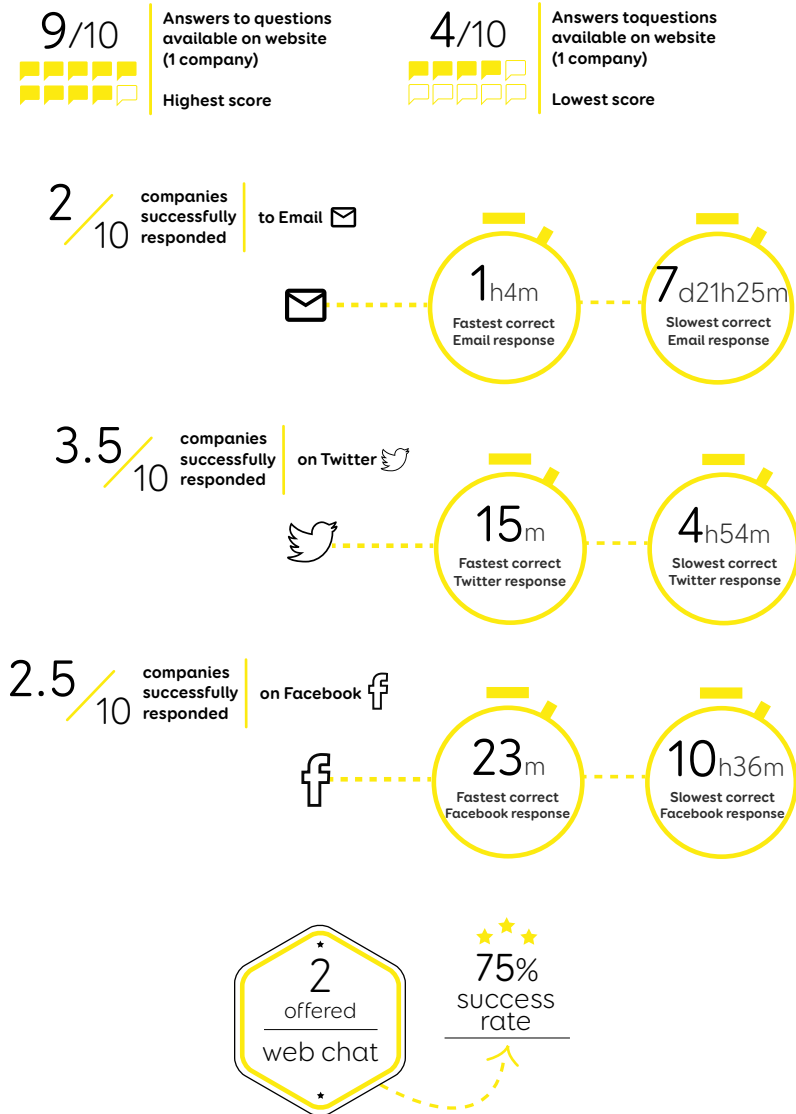 9/10
Answers to questions
available on website
(1 company)
Highest score
4/10
Answers toquestions
available on website
(1 company)
Lowest score
2/10
companies
successfully
responded
to Email
1h4m
Fastest correct
Email response
7d21h25m
Slowest correct
Email response
3.5/10
companies
successfully
responded
on Twitter
15m
Fastest correct
Twitter response
4h54m
Slowest correct
Twitter response
2.5/10
companies
successfully
responded
on Facebook
23m
Fastest correct
Facebook response
10h36m
Slowest correct
Facebook response
2
offered
web chat
75%
success
rate